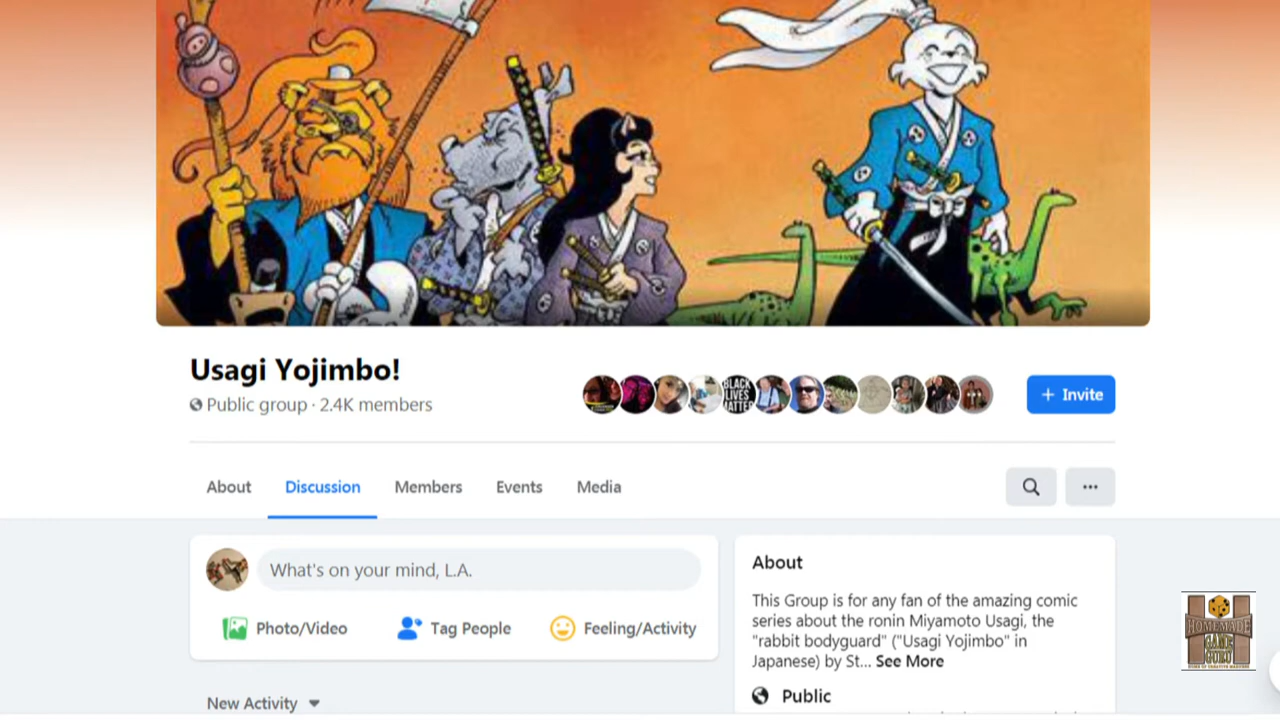 Usagi Yojimbo!
Public group · 2.4K members
BLACK
LIVES
MATTER
+ Invite
About
Discussion
Members
Events
Media
...
What's on your mind, L.A.
Photo/Video
Tag People
Feeling/Activity
New Activity
About
This Group is for any fan of the amazing comic
series about the ronin Miyamoto Usagi, the
"rabbit bodyguard" ("Usagi Yojimbo" in
Japanese) by St... See More
Public
HOMEMADE
GAME
GURU